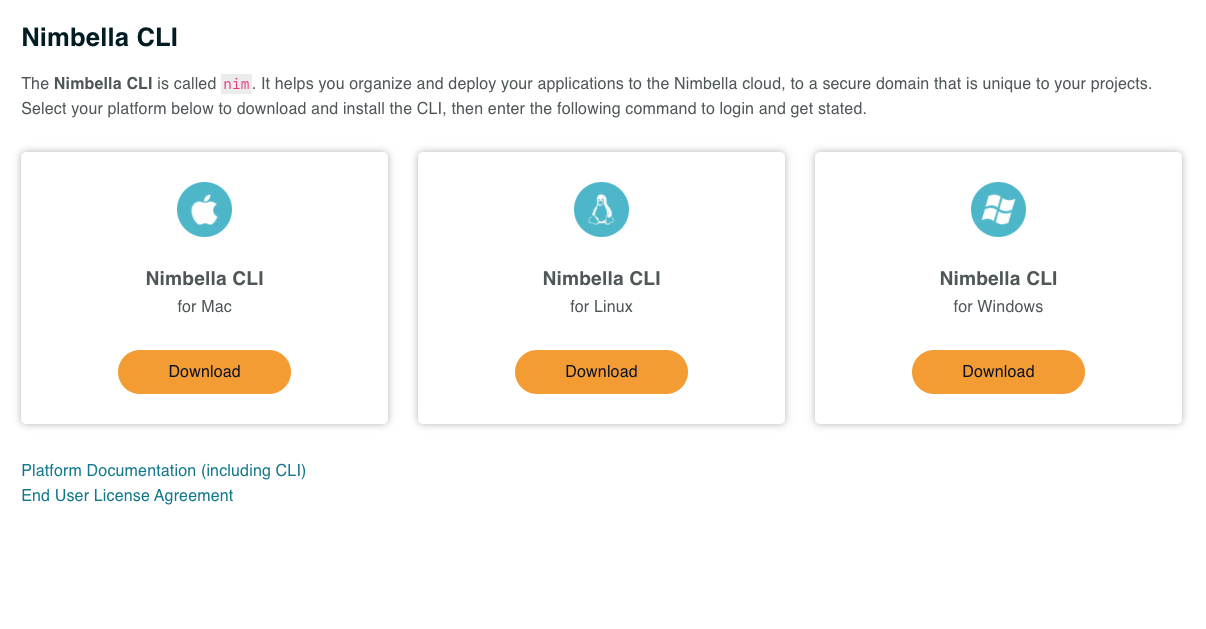 Nimbella CLI
The Nimbella CLI is called nim. It helps you organize and deploy your applications to the Nimbella cloud, to a secure domain that is unique to your projects.
Select your platform below to download and install the CLI, then enter the following command to login and get stated.
Nimbella CLI
for Mac
Download
Nimbella CLI
for Linux
Download
Nimbella CLI
for Windows
Download
Platform Documentation (including CLI)
End User License Agreement